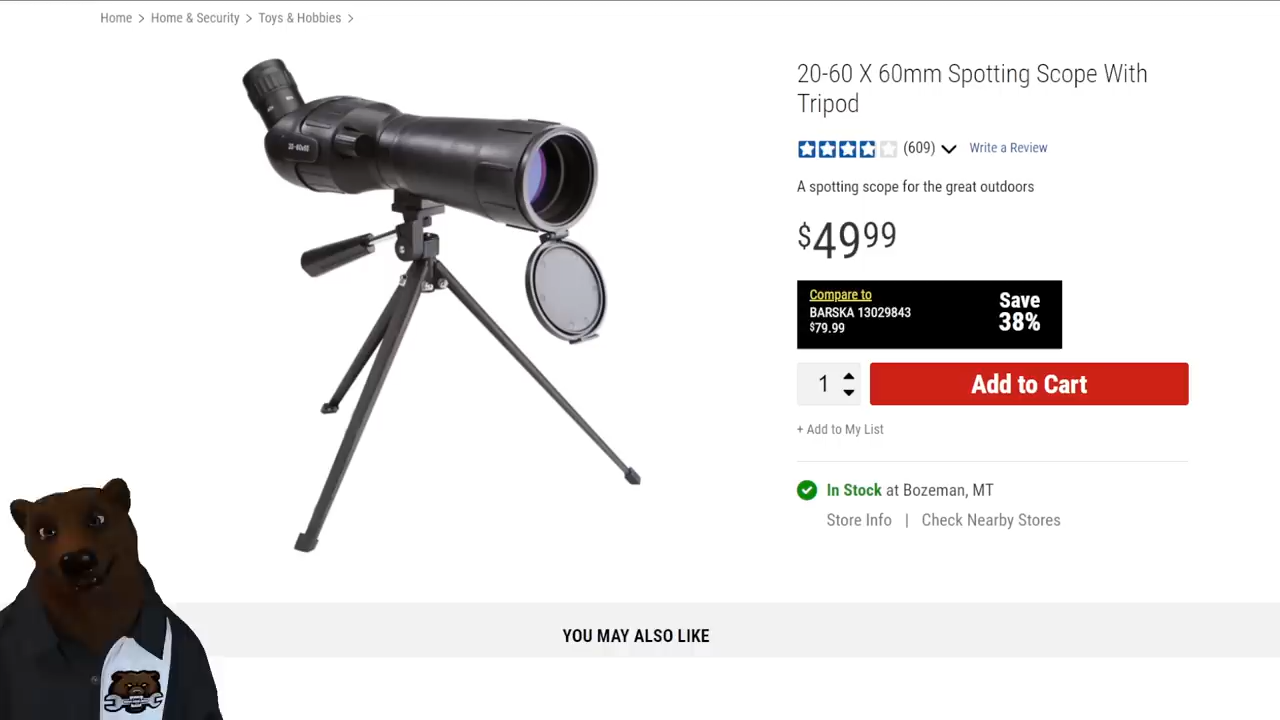 Home > Home & Security > Toys & Hobbies >
20-60 X 60mm Spotting Scope With
Tripod
(609) Write a Review
A spotting scope for the great outdoors
$49.99
Compare to
BARSKA 13029843
$79.99
Save
38%
1
Add to Cart
+ Add to My List
In Stock at Bozeman, MT
Store Info | Check Nearby Stores
YOU MAY ALSO LIKE